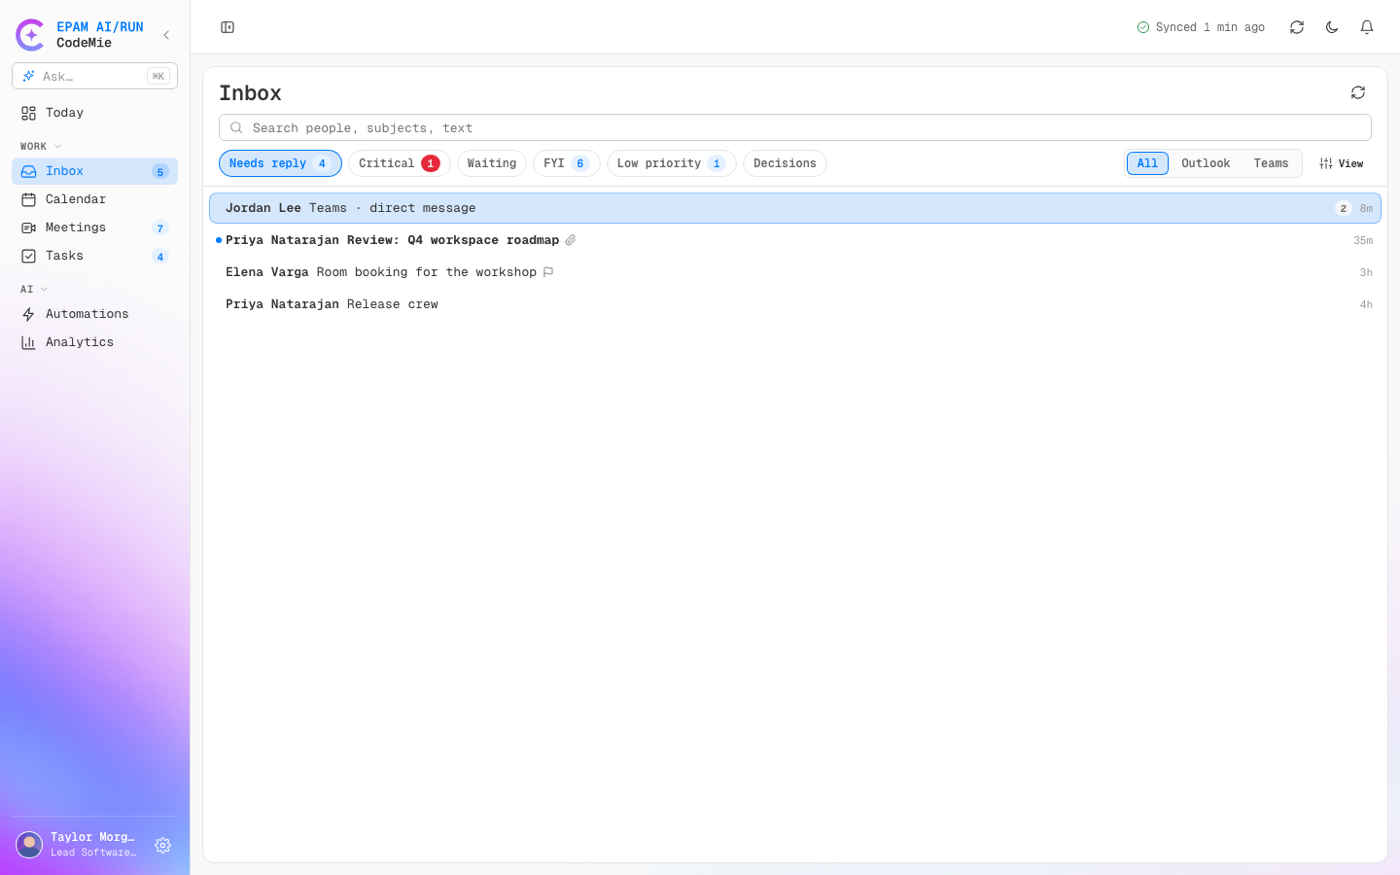 EPAM AI/RUN
CodeMie
Ask…
⌘K
Today
WORK
Inbox 5
Calendar
Meetings 7
Tasks 4
AI
Automations
Analytics
Taylor Morg…
Lead Software…
Synced 1 min ago
Inbox
Search people, subjects, text
Needs reply 4 Critical 1 Waiting FYI 6 Low priority 1 Decisions All Outlook Teams View
Jordan Lee Teams · direct message 2 8m
Priya Natarajan Review: Q4 workspace roadmap 35m
Elena Varga Room booking for the workshop 3h
Priya Natarajan Release crew 4h